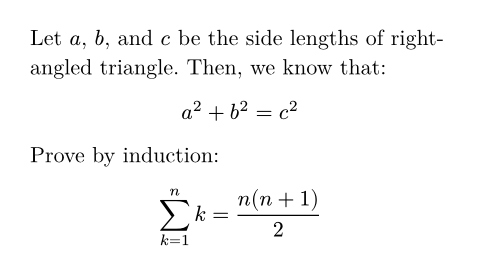 Let a, b, and c be the side lengths of right-
angled triangle. Then, we know that:
a² + b² = c²
Prove by induction:
∑_{k=1}^{n} k = \frac{n(n + 1)}{2}